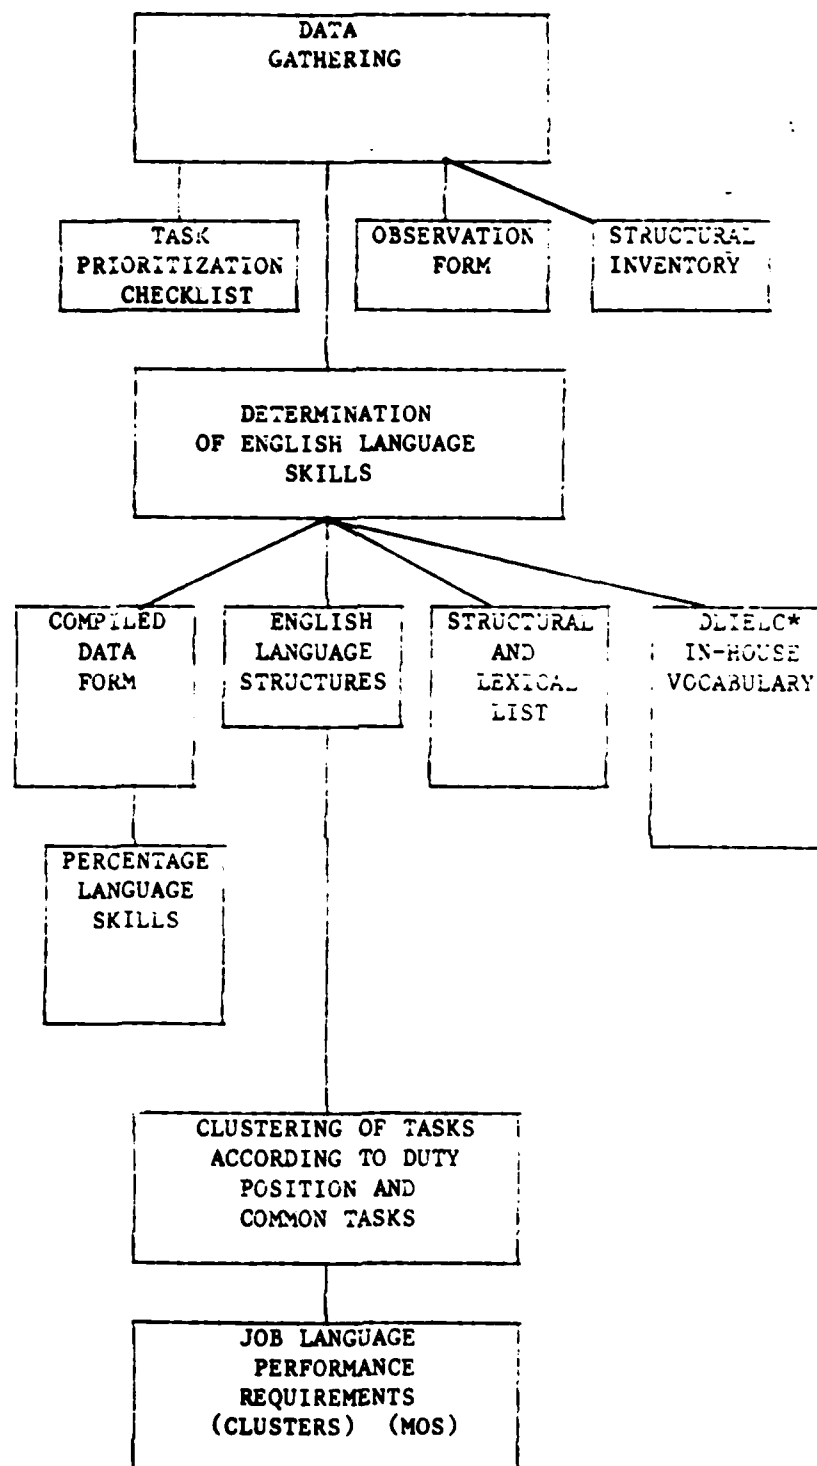 DATA
GATHERING
TASK
PRIORITIZATION
CHECKLIST
OBSERVATION
FORM
STRUCTURAL
INVENTORY
DETERMINATION
OF ENGLISH LANGUAGE
SKILLS
COMPILED
DATA
FORM
ENGLISH
LANGUAGE
STRUCTURES
STRUCTURAL
AND
LEXICAL
LIST
DLIELC*
IN-HOUSE
VOCABULARY
PERCENTAGE
LANGUAGE
SKILLS
CLUSTERING OF TASKS
ACCORDING TO DUTY
POSITION AND
COMMON TASKS
JOB LANGUAGE
PERFORMANCE
REQUIREMENTS
(CLUSTERS) (MOS)